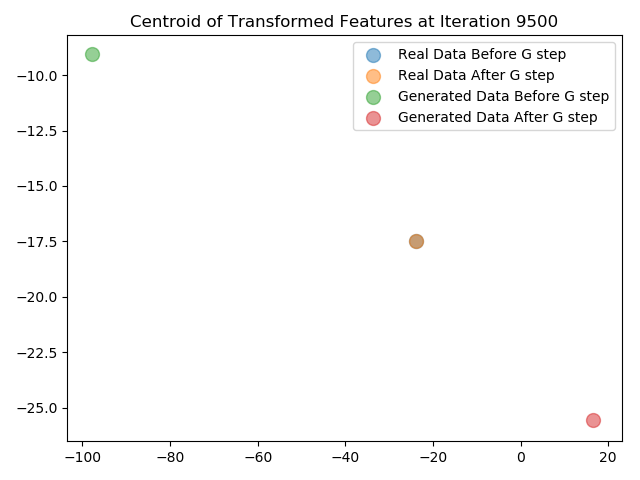 Centroid of Transformed Features at Iteration 9500
Real Data Before G step
Real Data After G step
Generated Data Before G step
Generated Data After G step
−10.0
−12.5
−15.0
−17.5
−20.0
−22.5
−25.0
−100
−80
−60
−40
−20
0
20